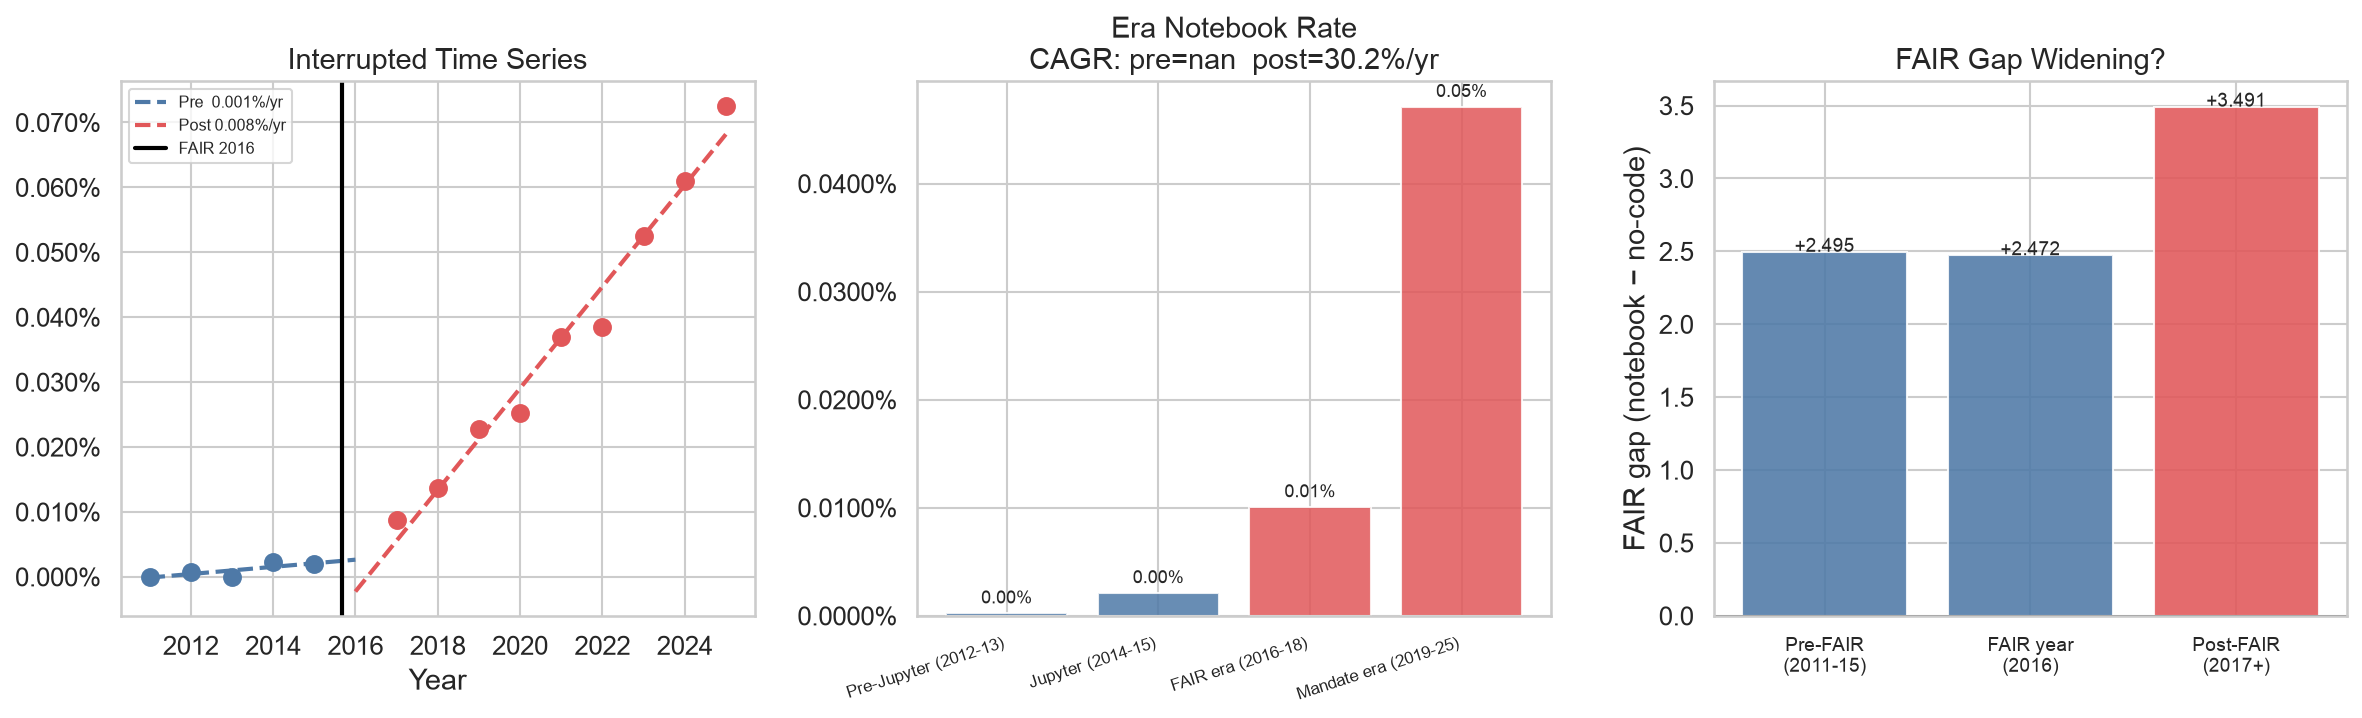 Interrupted Time Series
Pre  0.001%/yr
Post 0.008%/yr
FAIR 2016
0.070%
0.060%
0.050%
0.040%
0.030%
0.020%
0.010%
0.000%
2012 2014 2016 2018 2020 2022 2024
Year
Era Notebook Rate
CAGR: pre=nan  post=30.2%/yr
0.05%
0.01%
0.00%
0.00%
0.0400%
0.0300%
0.0200%
0.0100%
0.0000%
Pre-Jupyter (2012-13)
Jupyter (2014-15)
FAIR era (2016-18)
Mandate era (2019-25)
FAIR Gap Widening?
FAIR gap (notebook − no-code)
3.5
3.0
2.5
2.0
1.5
1.0
0.5
0.0
+2.495
+2.472
+3.491
Pre-FAIR
(2011-15)
FAIR year
(2016)
Post-FAIR
(2017+)